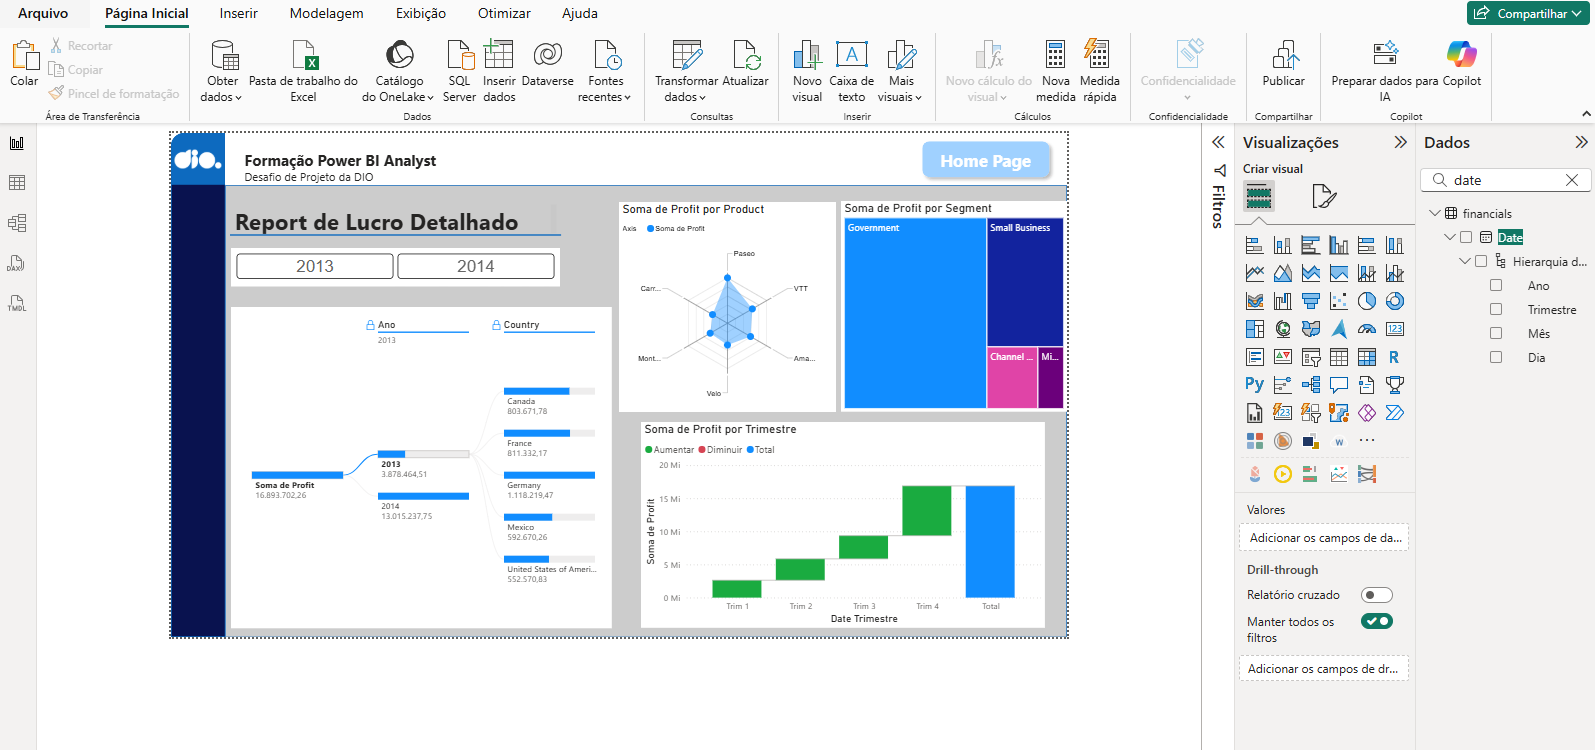 Arquivo
Página Inicial
Inserir
Modelagem
Exibição
Otimizar
Ajuda
Compartilhar
Colar
Recortar
Copiar
Pincel de formatação
Área de Transferência
Obter dados
Pasta de trabalho do Excel
Catálogo do OneLake
SQL Server
Inserir dados
Dataverse
Fontes recentes
Dados
Transformar dados
Atualizar
Consultas
Novo visual
Caixa de texto
Mais visuais
Inserir
Novo cálculo do visual
Nova medida
Medida rápida
Cálculos
Confidencialidade
Confidencialidade
Publicar
Compartilhar
Preparar dados para IA
Copilot
Copilot
DAX
TMDL
dio.
Formação Power BI Analyst
Desafio de Projeto da DIO
Home Page
Report de Lucro Detalhado
2013
2014
Ano
2013
Country
Soma de Profit
16.893.702,26
2013
3.878.464,51
2014
13.015.237,75
Canada
803.671,78
France
811.332,17
Germany
1.118.219,47
Mexico
592.670,26
United States of Ameri...
552.570,83
Soma de Profit por Product
Axis
Soma de Profit
Paseo
VTT
Ama...
Velo
Mont...
Carr...
Soma de Profit por Segment
Government
Small Business
Channel ...
Mi...
Soma de Profit por Trimestre
Aumentar
Diminuir
Total
Soma de Profit
20 Mi
15 Mi
10 Mi
5 Mi
0 Mi
Trim 1
Trim 2
Trim 3
Trim 4
Total
Date Trimestre
Filtros
Visualizações
Criar visual
123
R
Py
123
W
Valores
Adicionar os campos de da...
Drill-through
Relatório cruzado
Manter todos os filtros
Adicionar os campos de dr...
Dados
date
financials
Date
Hierarquia d...
Ano
Trimestre
Mês
Dia